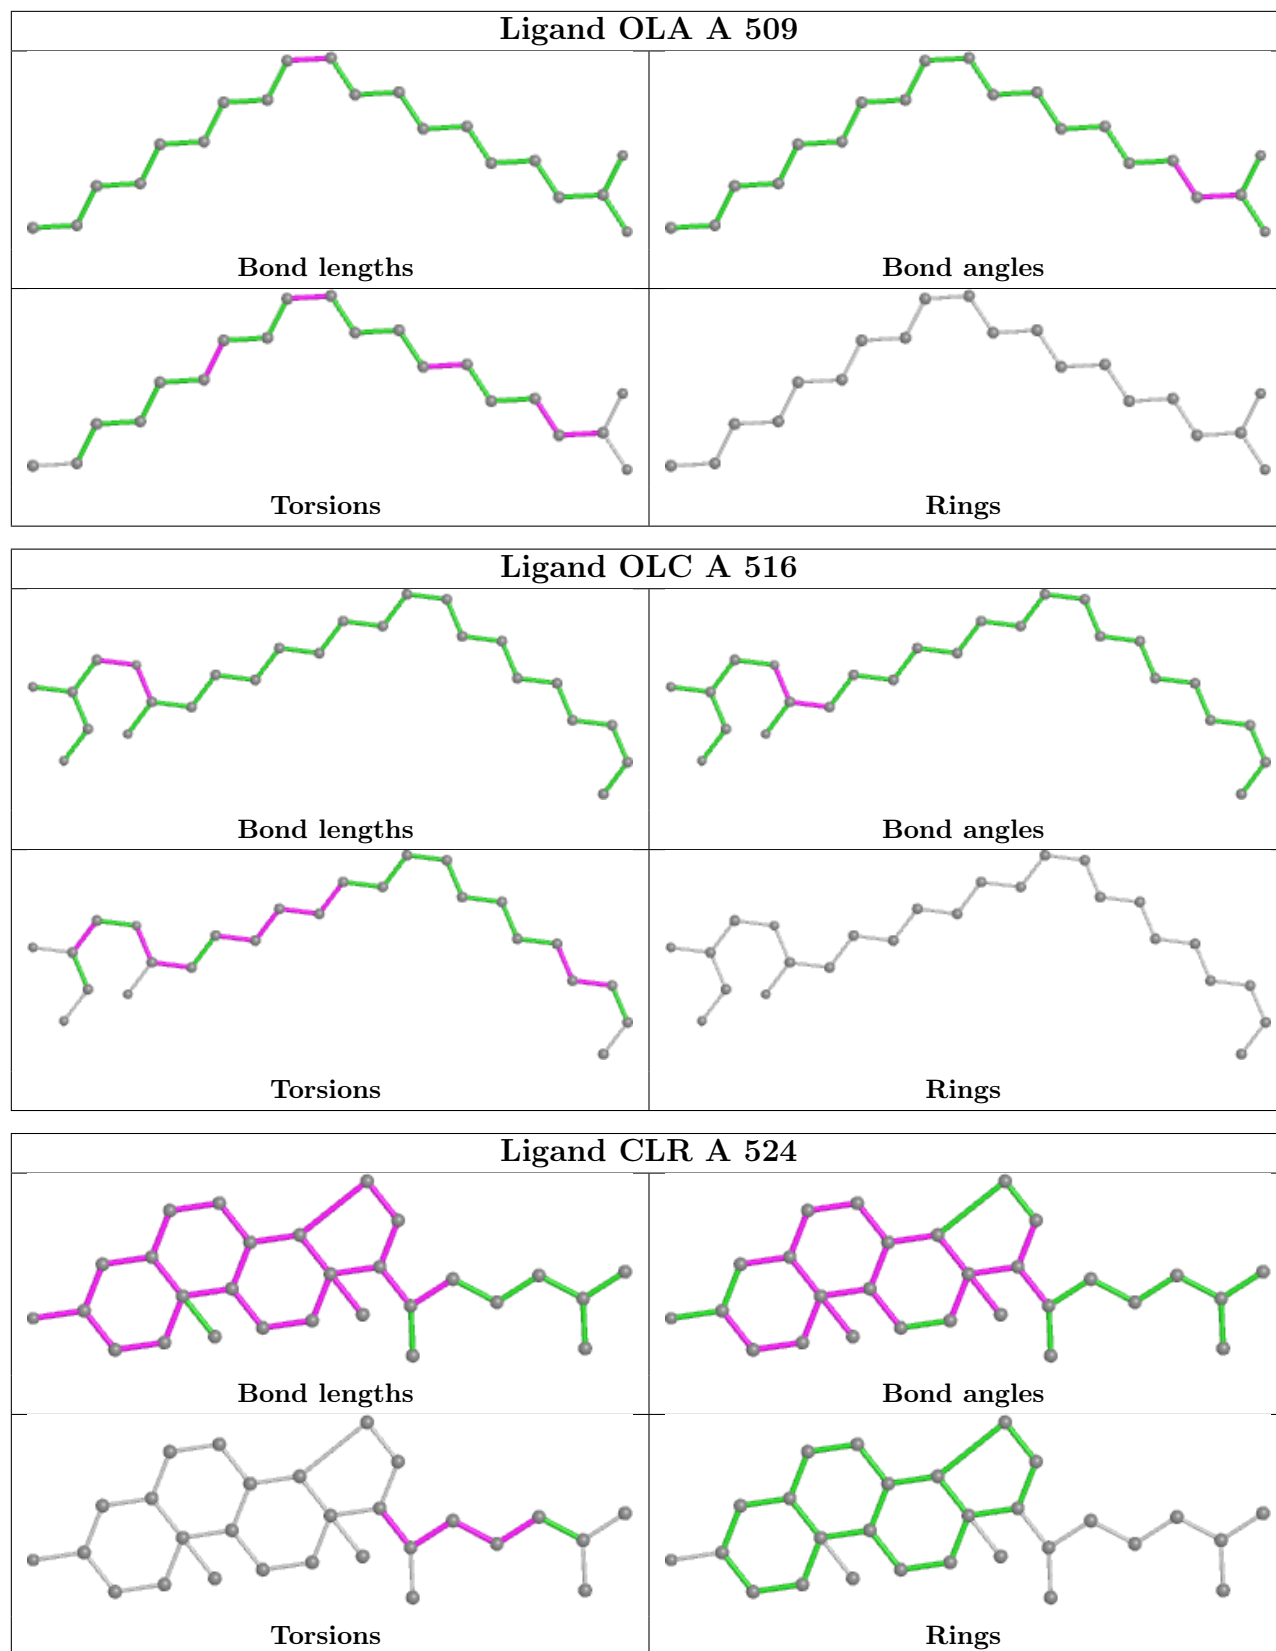 Ligand OLA A 509
Bond lengths
Bond angles
Torsions
Rings
Ligand OLC A 516
Bond lengths
Bond angles
Torsions
Rings
Ligand CLR A 524
Bond lengths
Bond angles
Torsions
Rings